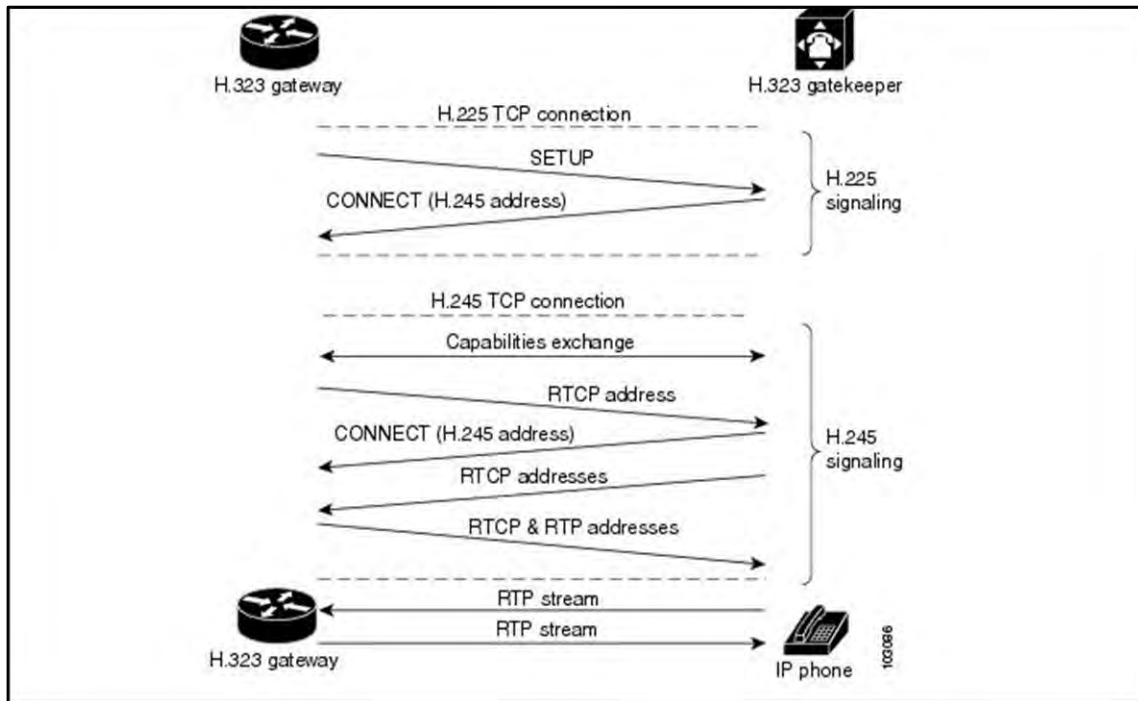 H.323 gateway
H.323 gatekeeper
H.225 TCP connection
SETUP
CONNECT (H.245 address)
H.225
signaling
H.245 TCP connection
Capabilities exchange
RTCP address
CONNECT (H.245 address)
H.245
signaling
RTCP addresses
RTCP & RTP addresses
RTP stream
RTP stream
H.323 gateway
IP phone